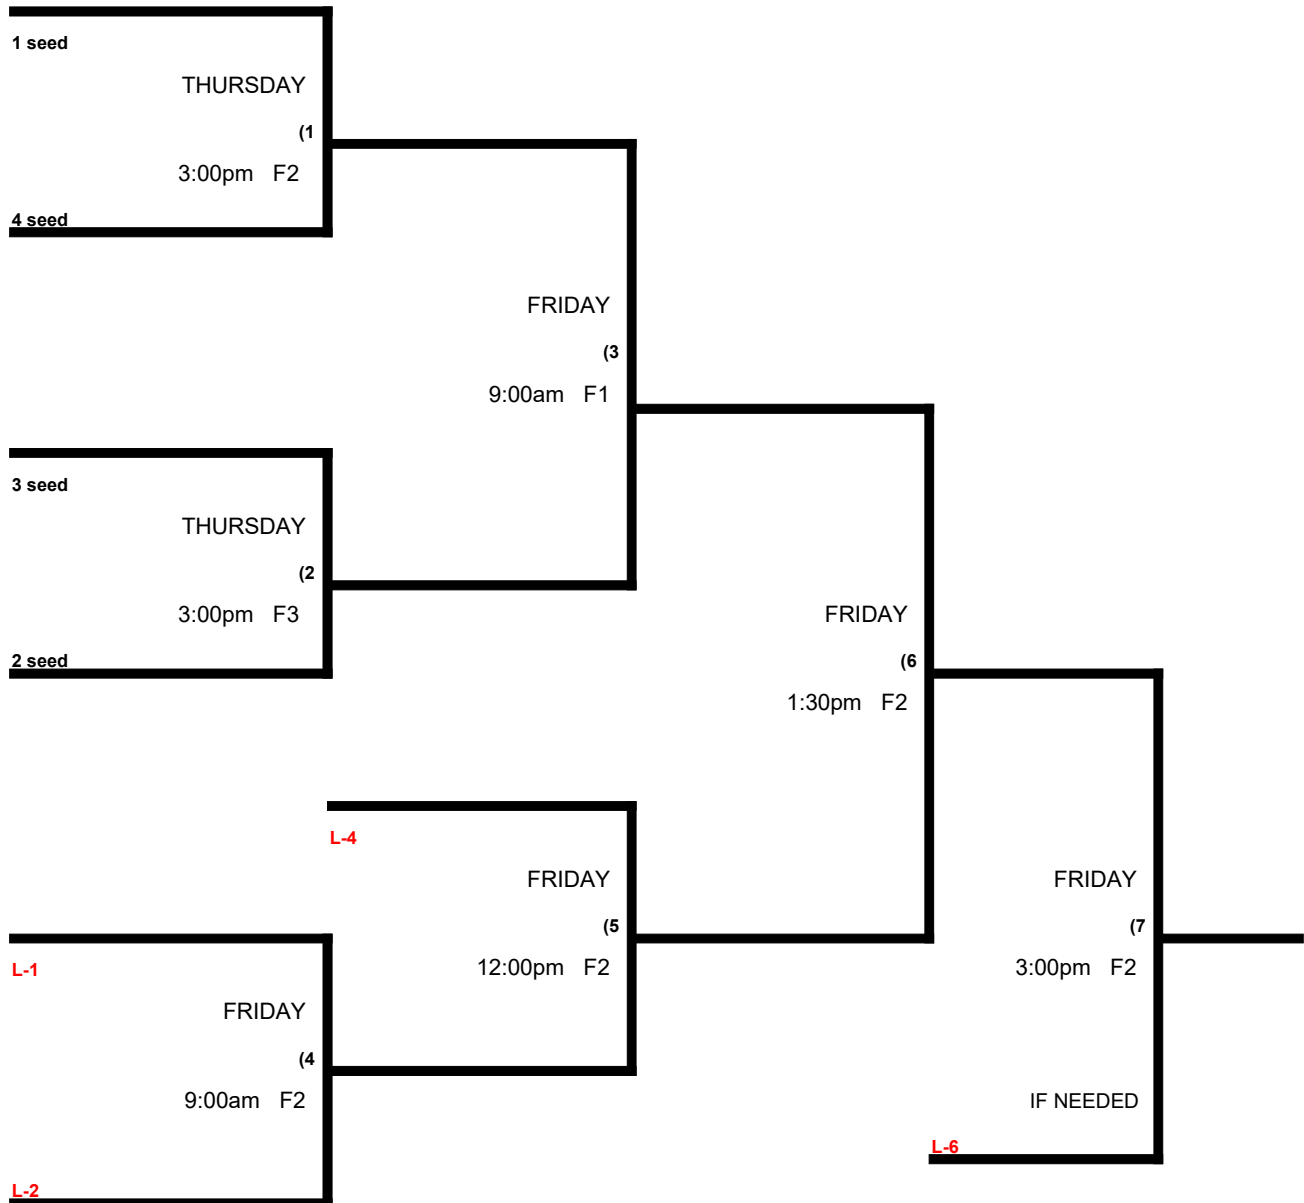 1 seed
THURSDAY
(1
3:00pm F2
4 seed
FRIDAY
(3
9:00am F1
3 seed
THURSDAY
(2
3:00pm F3
2 seed
FRIDAY
(6
1:30pm F2
L-4
FRIDAY
(5
12:00pm F2
FRIDAY
(7
3:00pm F2
L-1
FRIDAY
(4
9:00am F2
IF NEEDED
L-6
L-2